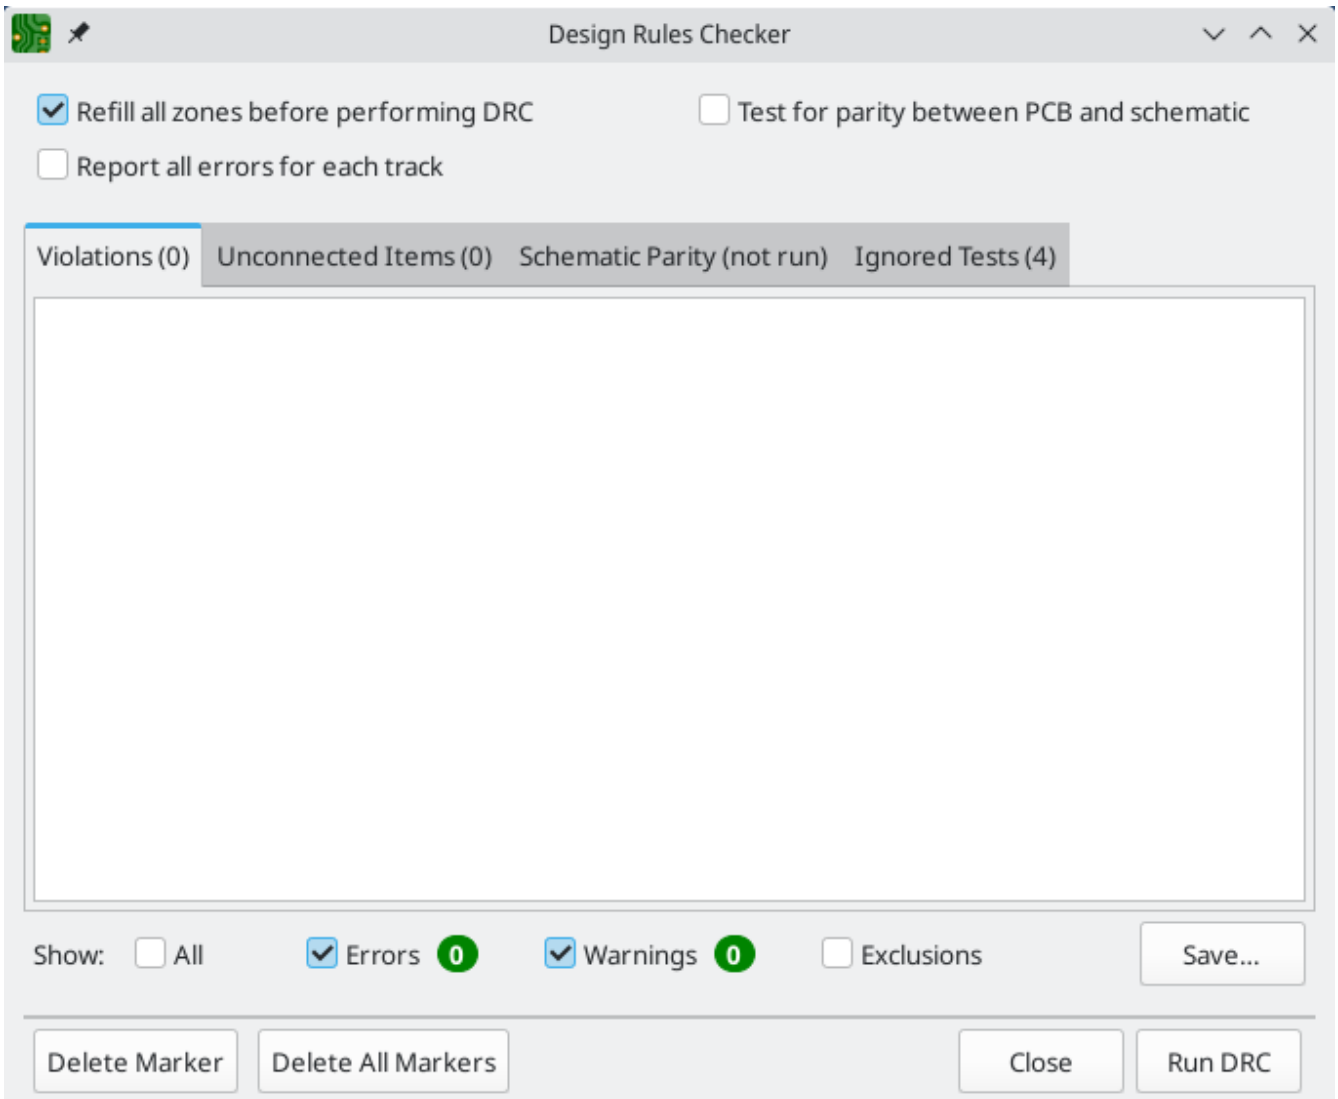 Design Rules Checker
Refill all zones before performing DRC Test for parity between PCB and schematic
Report all errors for each track
Violations (0) Unconnected Items (0) Schematic Parity (not run) Ignored Tests (4)
Show: All Errors 0 Warnings 0 Exclusions Save...
Delete Marker Delete All Markers Close Run DRC